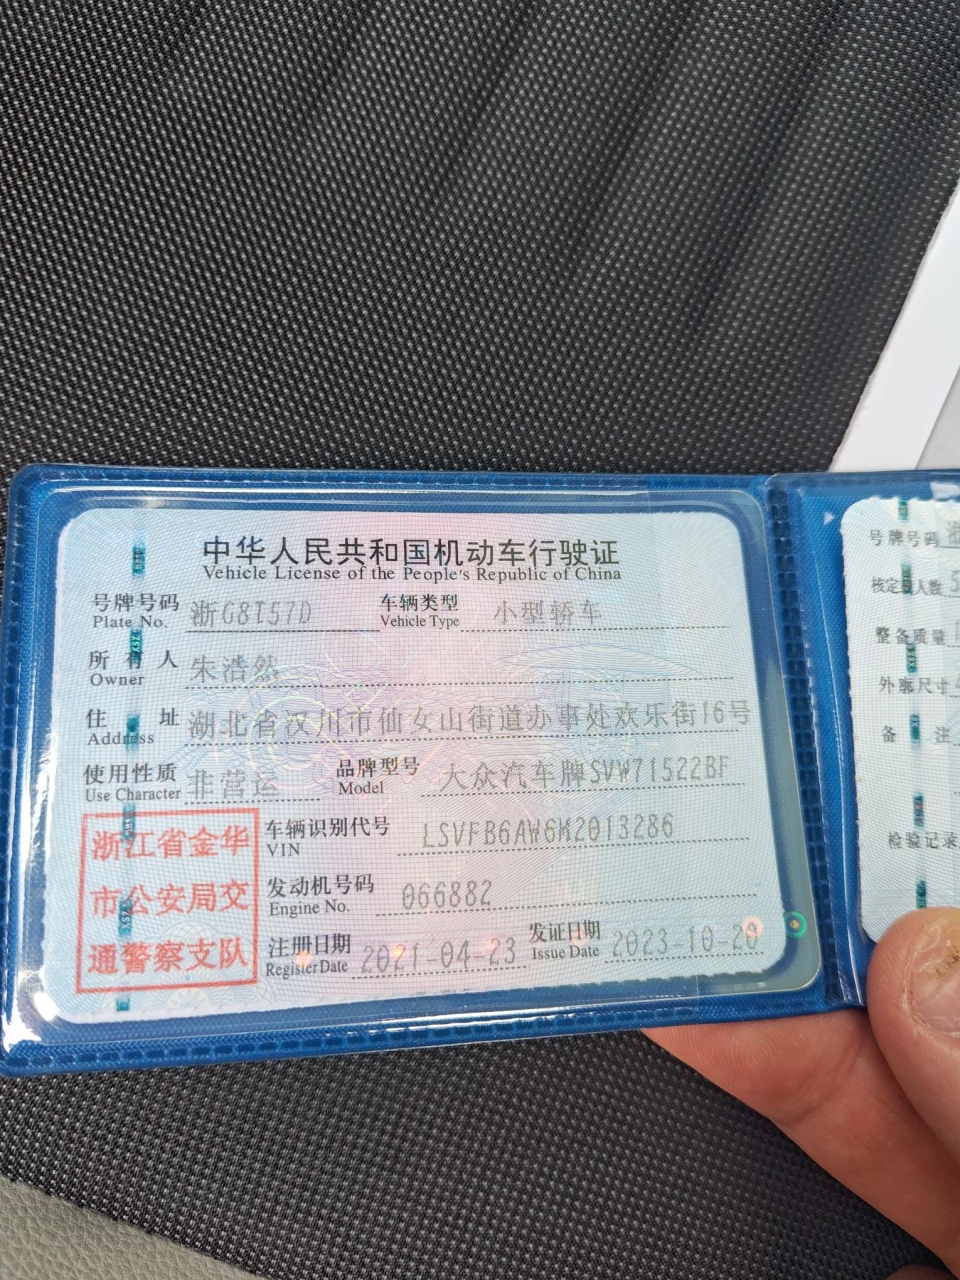 中华人民共和国机动车行驶证
Vehicle License of the People's Republic of China
号牌号码 浙G8T57D 车辆类型 小型轿车
Plate No. Vehicle Type
所有人 朱浩然
Owner
住址 湖北省汉川市仙女山街道办事处欢乐街16号
Address
使用性质 非营运 品牌型号 大众汽车牌SVW71522BF
Use Character Model
浙江省金华
市公安局交
通警察支队
车辆识别代号 LSVFB6AW6M2013286
VIN
发动机号码 066882
Engine No.
注册日期 2021-04-23 发证日期 2023-10-20
Register Date Issue Date
号牌号码 浙
核定载人数 5
整备质量
外廓尺寸
备注
检验记录